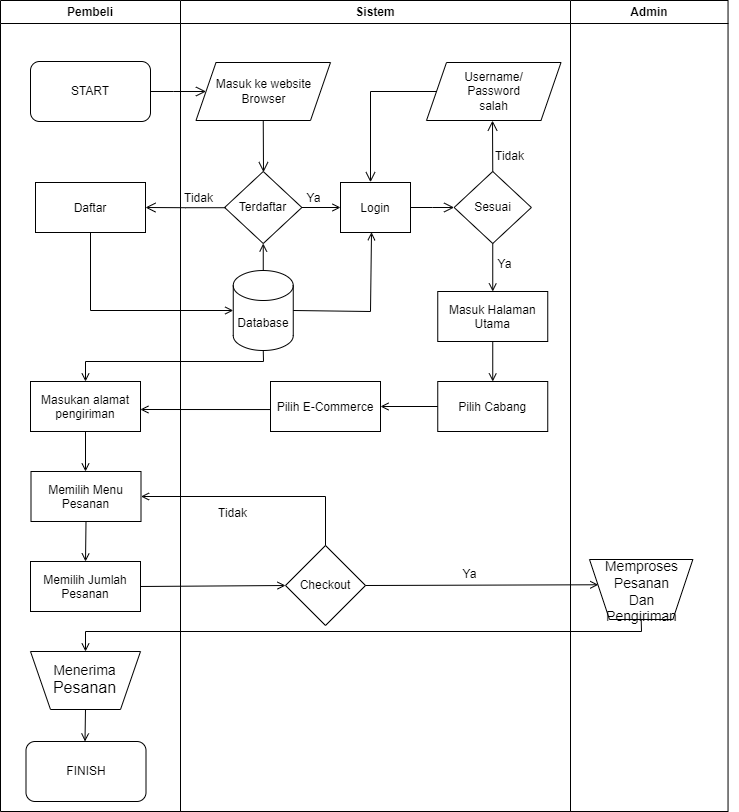 Pembeli
Sistem
Admin
START
Masuk ke website
Browser
Username/
Password
salah
Tidak
Daftar
Tidak
Terdaftar
Ya
Login
Sesuai
Ya
Database
Masuk Halaman
Utama
Masukan alamat
pengiriman
Pilih E-Commerce
Pilih Cabang
Memilih Menu
Pesanan
Tidak
Memilih Jumlah
Pesanan
Checkout
Ya
Memproses
Pesanan
Dan
Pengiriman
Menerima
Pesanan
FINISH